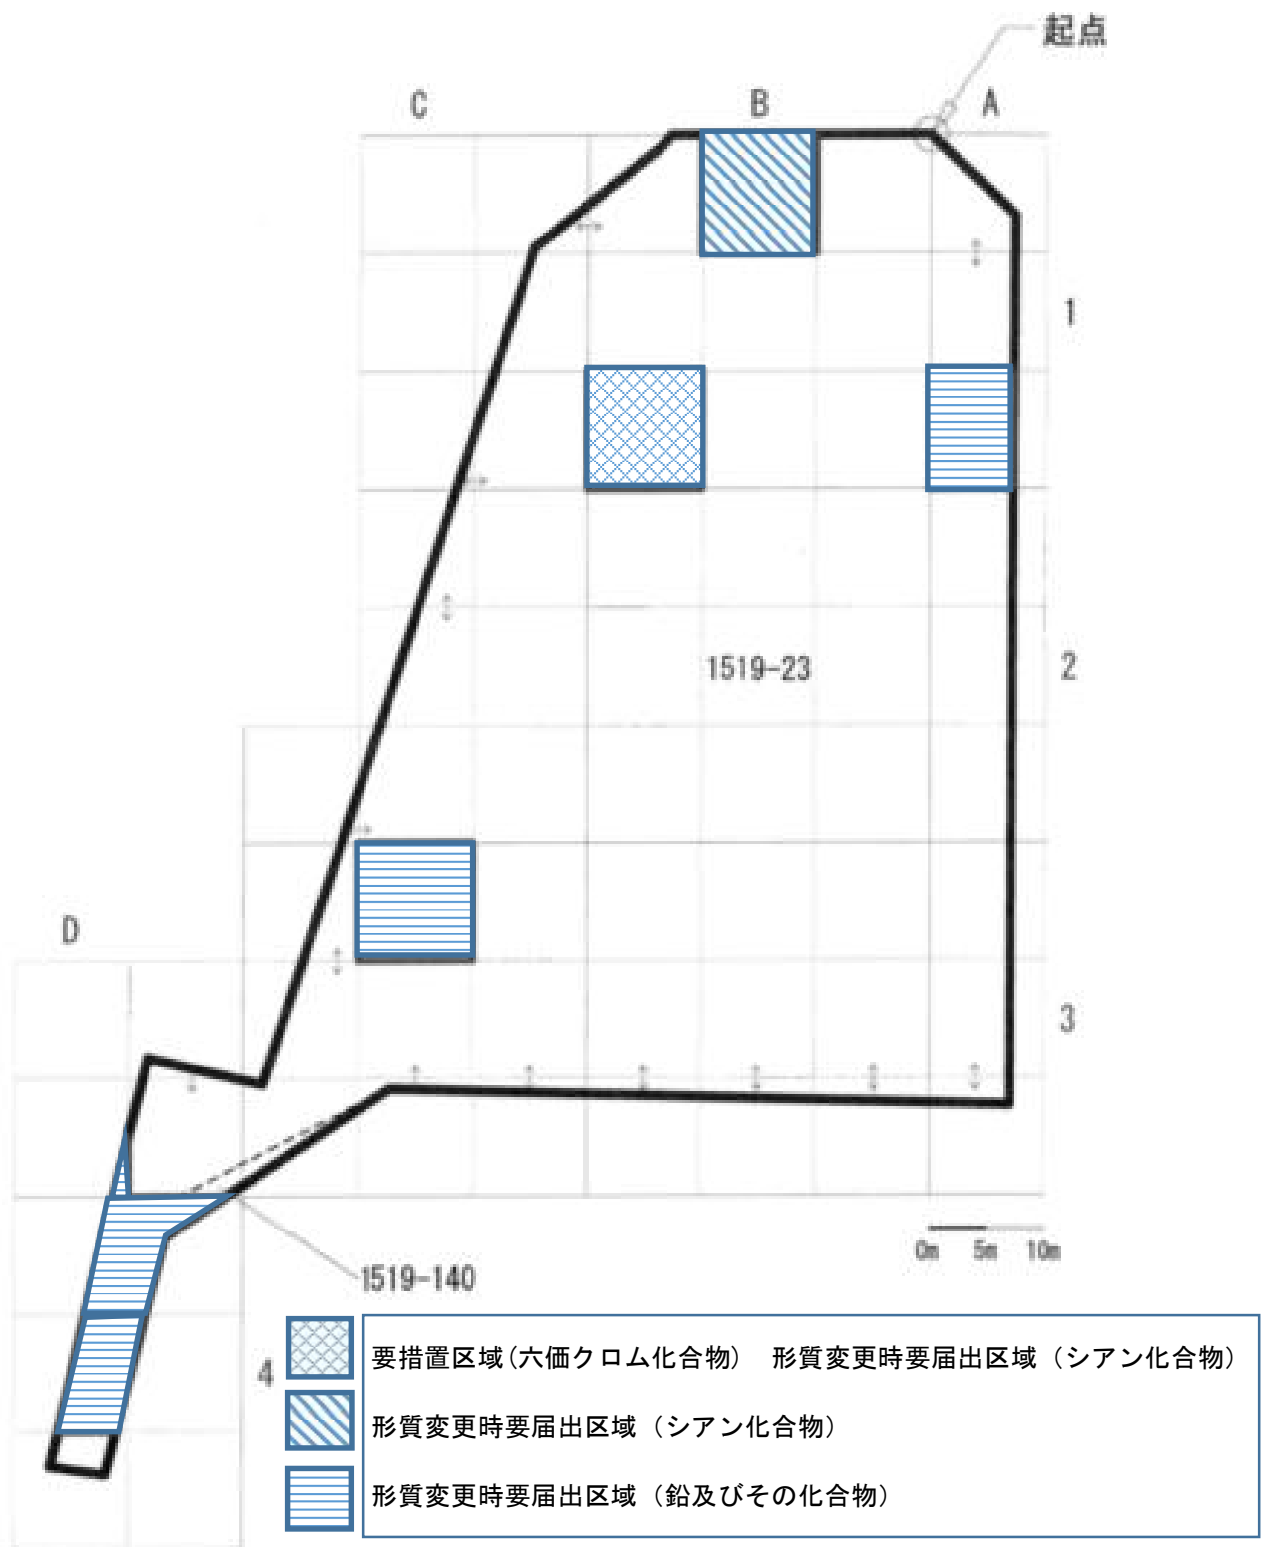 起点
C
B
A
1
1519-23
2
D
3
0m 5m 10m
1519-140
4
要措置区域(六価クロム化合物) 形質変更時要届出区域(シアン化合物)
形質変更時要届出区域(シアン化合物)
形質変更時要届出区域(鉛及びその化合物)